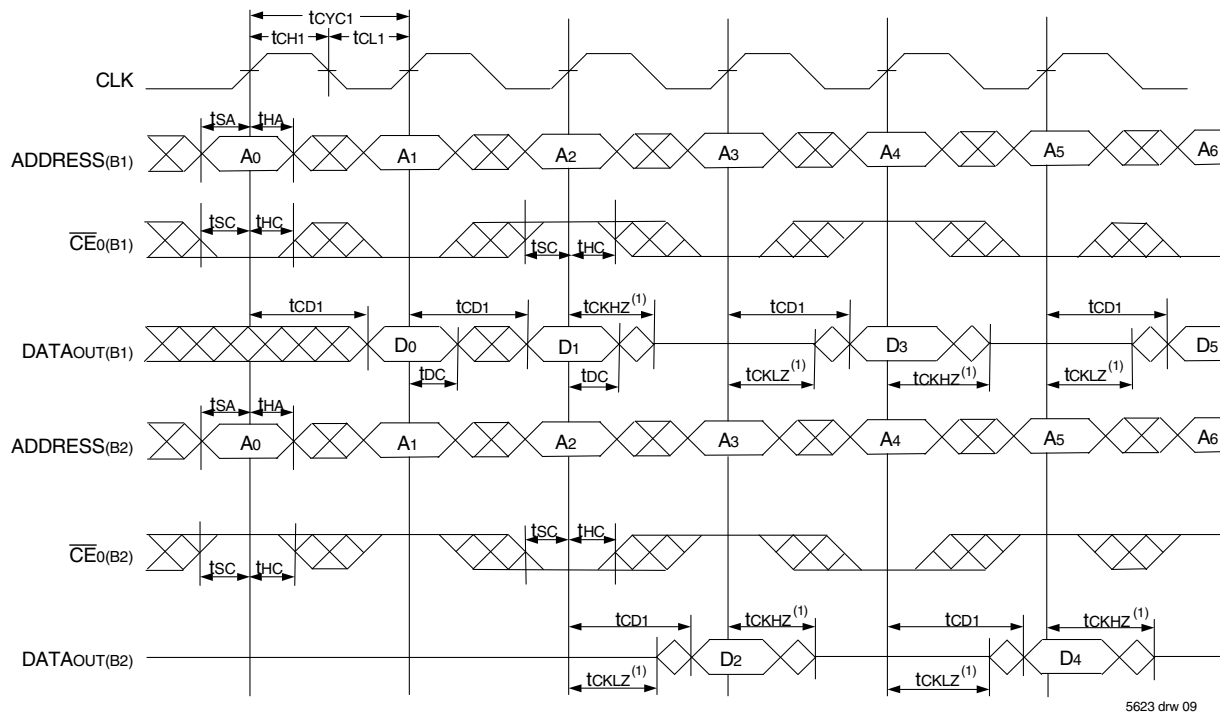 tCYC1
tCH1 tCL1
CLK
tSA tHA
ADDRESS(B1) A0 A1 A2 A3 A4 A5 A6
tSC tHC
CE0(B1) tSC tHC
tCD1 tCD1 tCKHZ(1) tCD1 tCD1
DATAOUT(B1) D0 D1 D3 D5
tDC tDC tCKLZ(1) tCKHZ(1) tCKLZ(1)
tSA tHA
ADDRESS(B2) A0 A1 A2 A3 A4 A5 A6
tSC tHC
CE0(B2)
tSC tHC
tCD1 tCKHZ(1) tCD1 tCKHZ(1)
DATAOUT(B2) D2 D4
tCKLZ(1) tCKLZ(1)
5623 drw 09